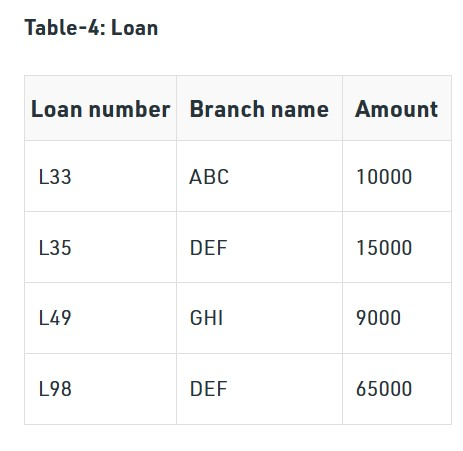 Table-4: Loan
Loan number Branch name Amount
L33 ABC 10000
L35 DEF 15000
L49 GHI 9000
L98 DEF 65000